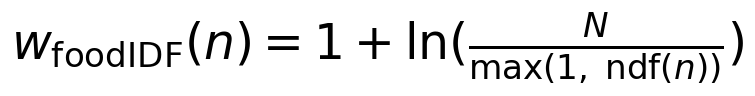 w_foodIDF(n) = 1 + ln(N / max(1, ndf(n)))